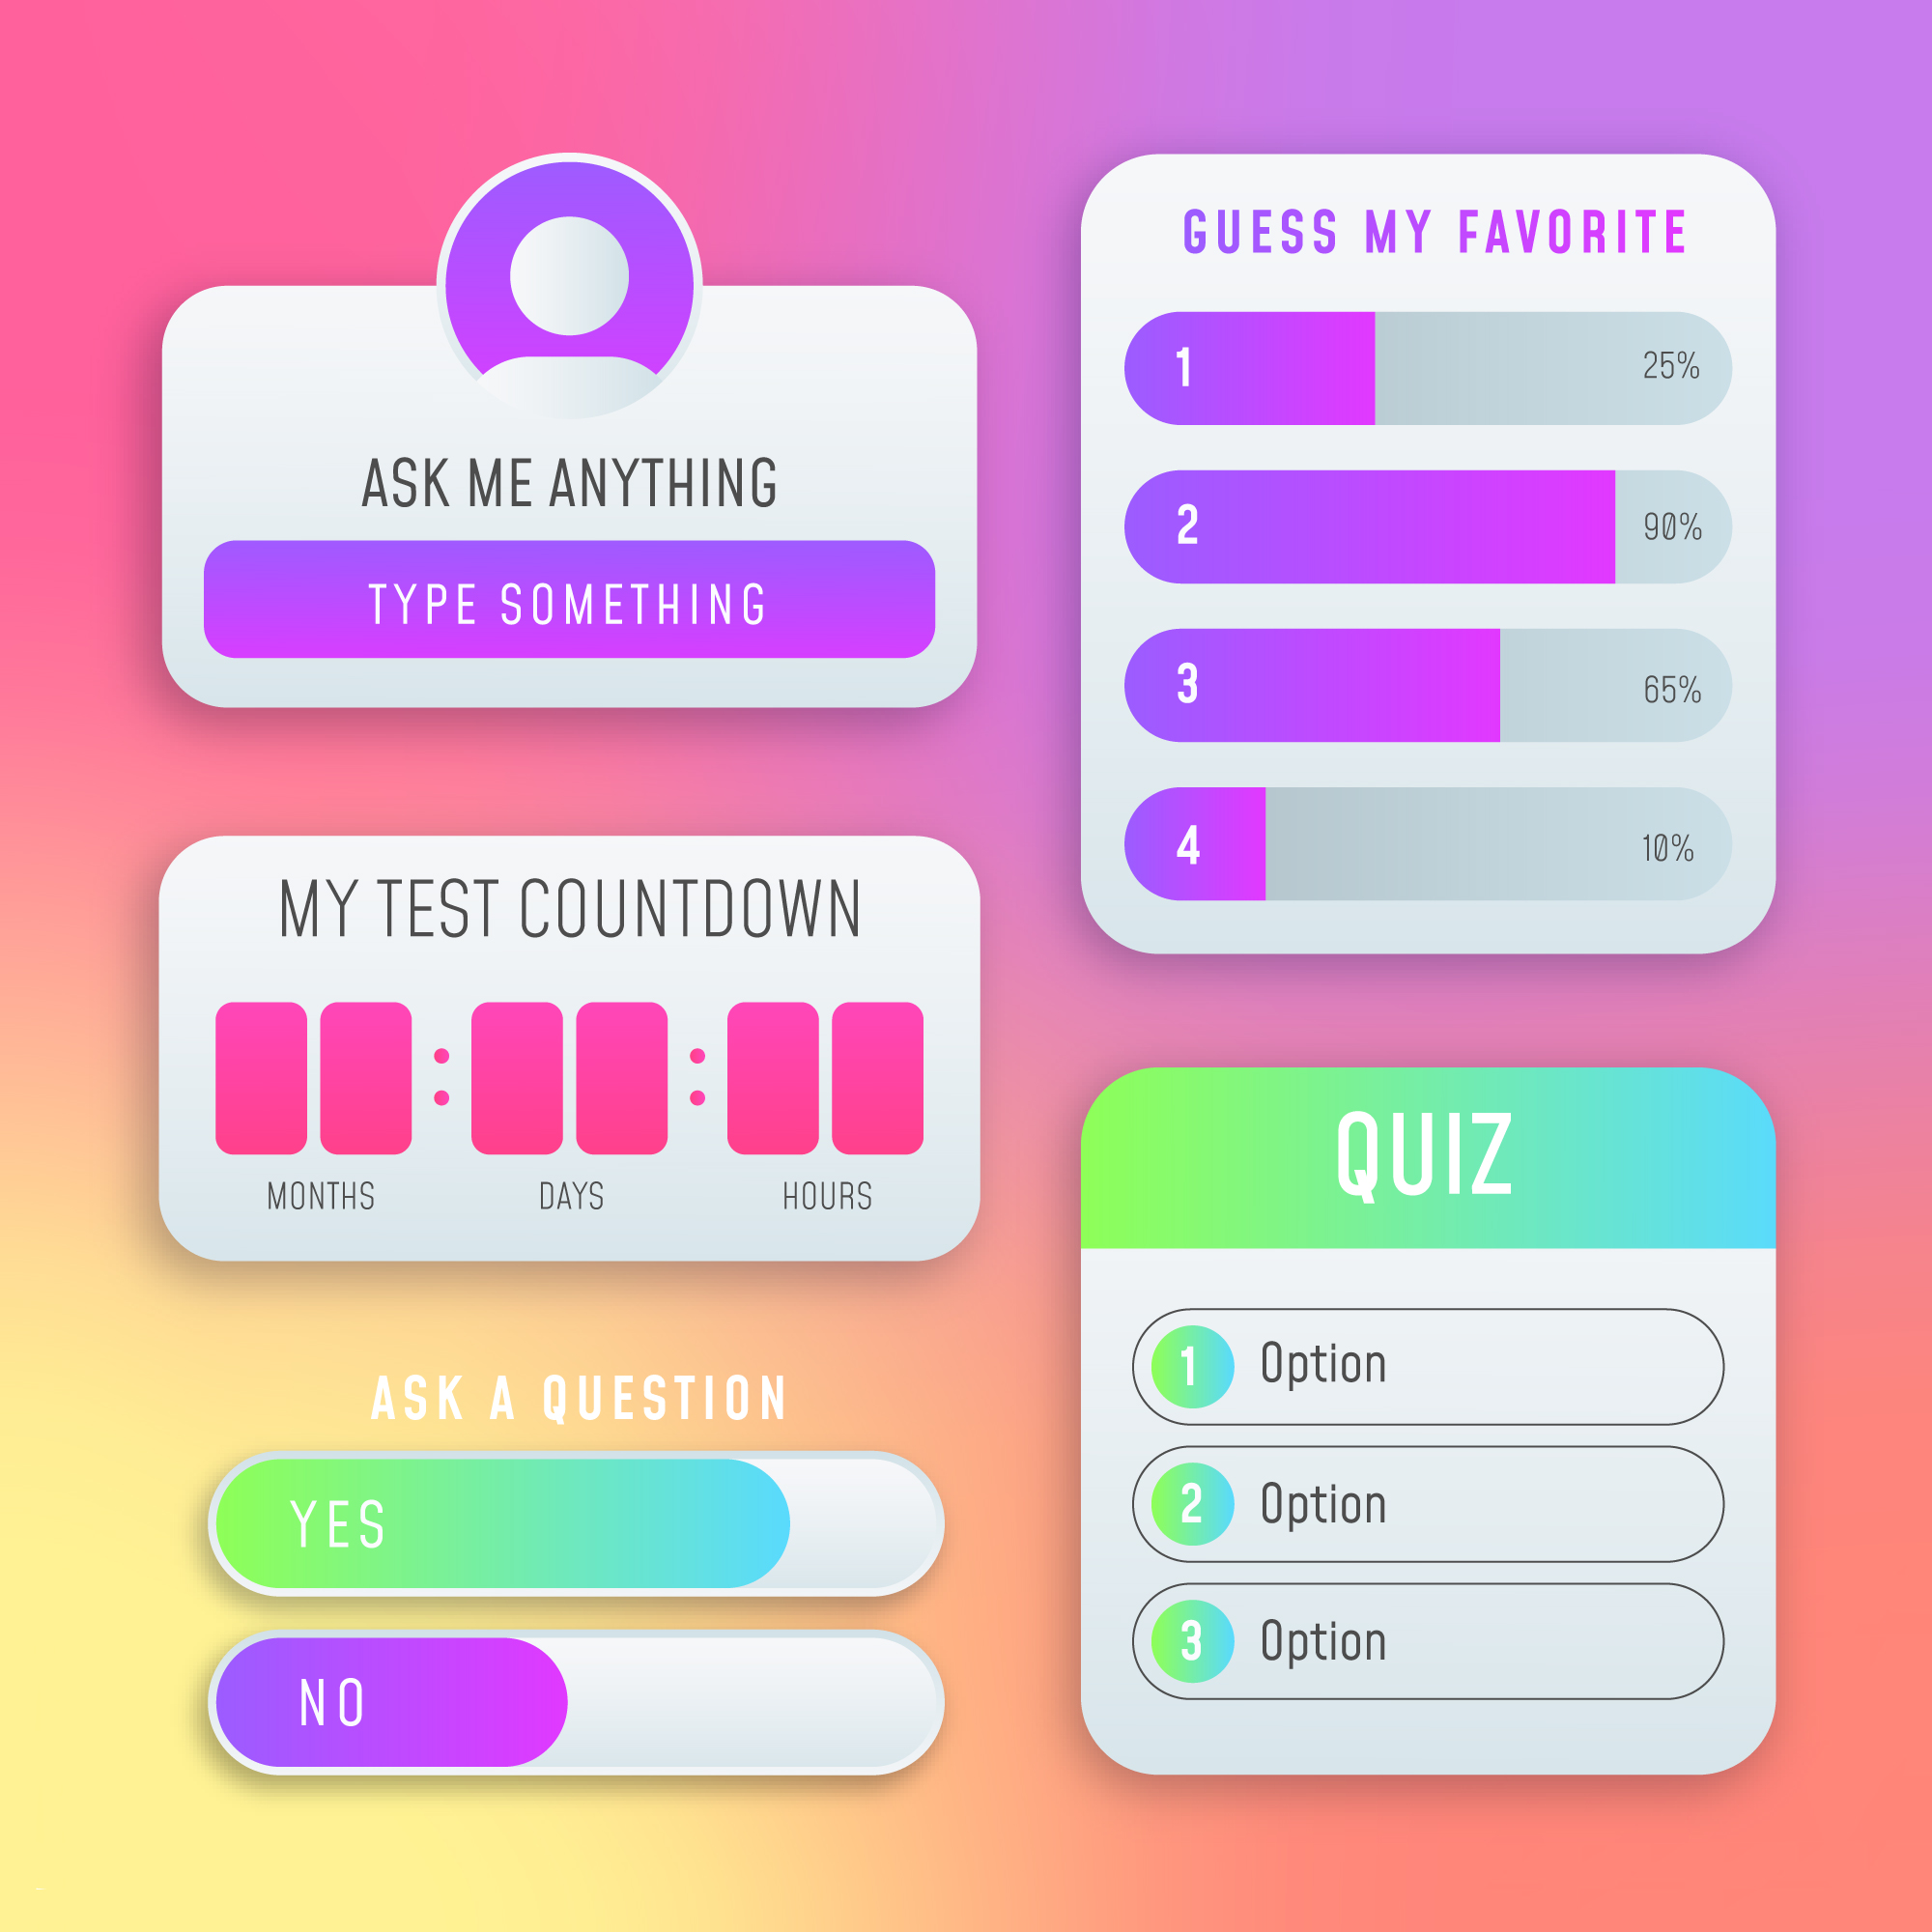 ASK ME ANYTHING
TYPE SOMETHING
MY TEST COUNTDOWN
: :
MONTHS DAYS HOURS
ASK A QUESTION
YES
NO
GUESS MY FAVORITE
1 25%
2 90%
3 65%
4 10%
QUIZ
1 Option
2 Option
3 Option